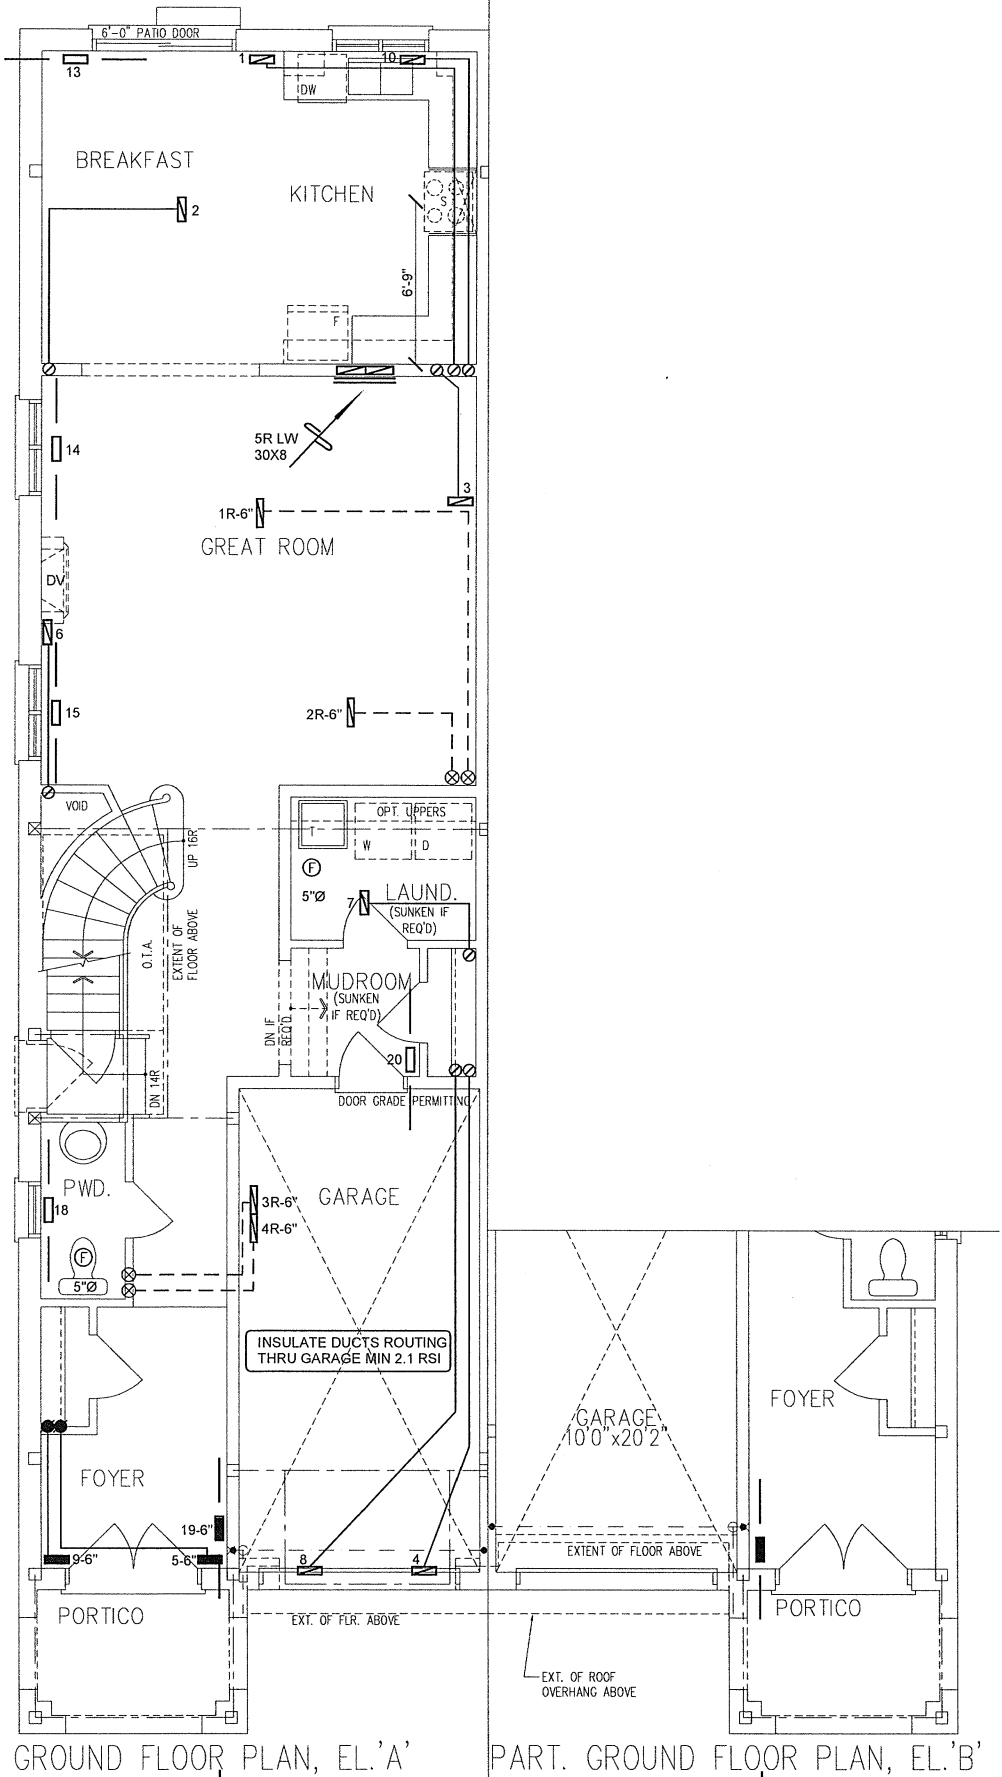 6'-0" PATIO DOOR
13
1
10
DW
BREAKFAST
KITCHEN
S
2
6'-9"
F
14
5R LW
30X8
3
1R-6"
GREAT ROOM
DV
6
15
2R-6"
VOID
UP 16R
OPT. UPPERS
T
W
D
F
5"Ø
7
LAUND.
(SUNKEN IF
REQ'D)
O.T.A.
EXTENT OF
FLOOR ABOVE
MUDROOM
(SUNKEN
IF REQ'D)
DN IF
REQ'D.
20
DN 14R
DOOR GRADE PERMITTING
PWD.
18
3R-6"
4R-6"
GARAGE
F
5"Ø
INSULATE DUCTS ROUTING
THRU GARAGE MIN 2.1 RSI
FOYER
GARAGE
10'0"x20'2"
FOYER
19-6"
9-6"
5-6"
8
4
EXTENT OF FLOOR ABOVE
PORTICO
EXT. OF FLR. ABOVE
PORTICO
EXT. OF ROOF
OVERHANG ABOVE
GROUND FLOOR PLAN, EL.'A'
PART. GROUND FLOOR PLAN, EL.'B'